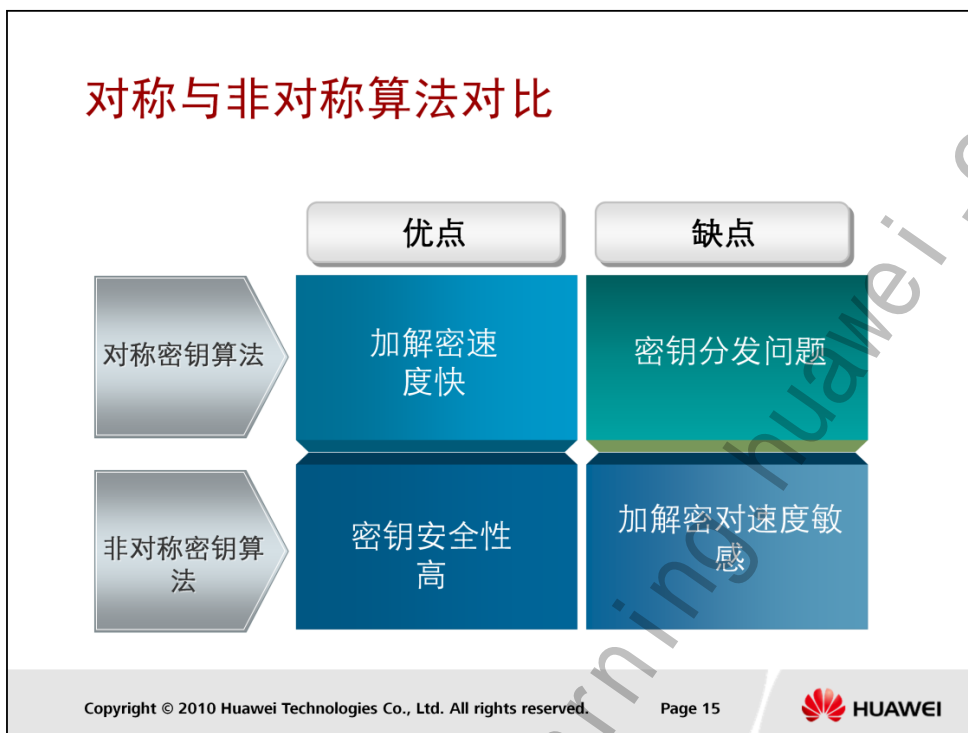 对称与非对称算法对比
优点
缺点
对称密钥算法
加解密速
度快
密钥分发问题
非对称密钥算
法
密钥安全性
高
加解密对速度敏
感
rning.huawei.c
Copyright © 2010 Huawei Technologies Co., Ltd. All rights reserved.
Page 15
HUAWEI